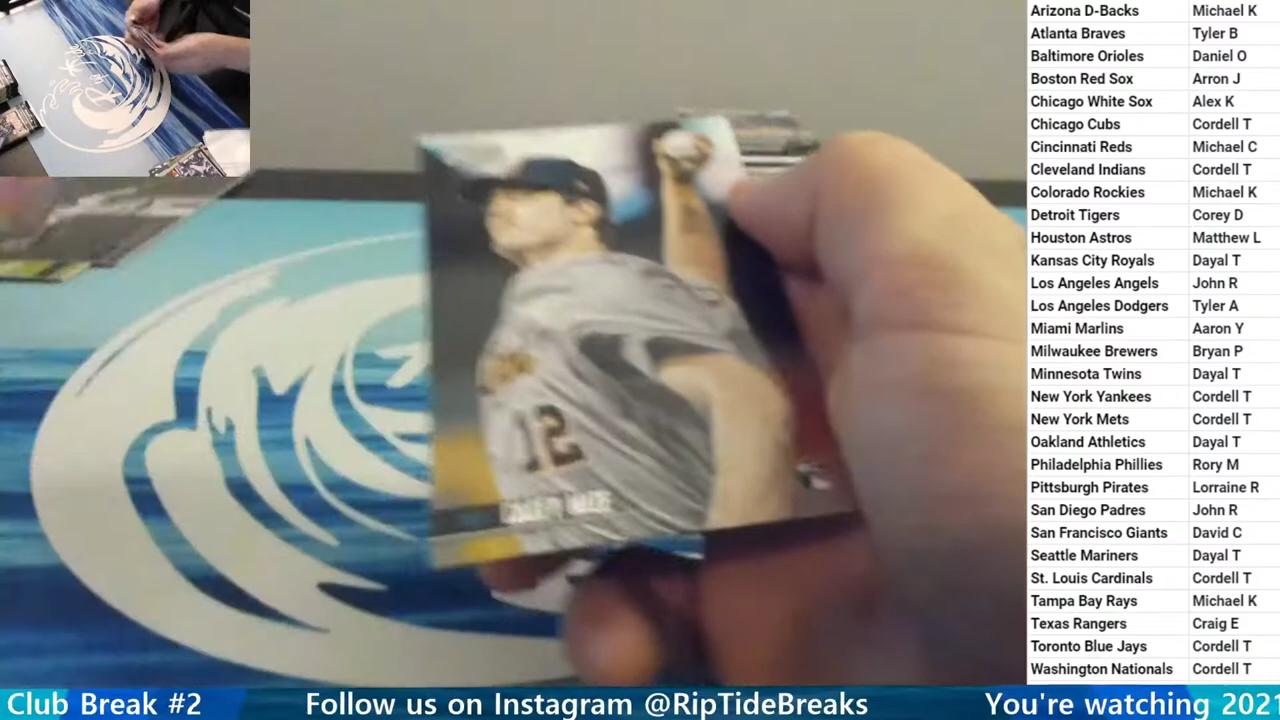 Arizona D-Backs Michael K
Atlanta Braves Tyler B
Baltimore Orioles Daniel O
Boston Red Sox Arron J
Chicago White Sox Alex K
Chicago Cubs Cordell T
Cincinnati Reds Michael C
Cleveland Indians Cordell T
Colorado Rockies Michael K
Detroit Tigers Corey D
Houston Astros Matthew L
Kansas City Royals Dayal T
Los Angeles Angels John R
Los Angeles Dodgers Tyler A
Miami Marlins Aaron Y
Milwaukee Brewers Bryan P
Minnesota Twins Dayal T
New York Yankees Cordell T
New York Mets Cordell T
Oakland Athletics Dayal T
Philadelphia Phillies Rory M
Pittsburgh Pirates Lorraine R
San Diego Padres John R
San Francisco Giants David C
Seattle Mariners Dayal T
St. Louis Cardinals Cordell T
Tampa Bay Rays Michael K
Texas Rangers Craig E
Toronto Blue Jays Cordell T
Washington Nationals Cordell T
12
Club Break #2 Follow us on Instagram @RipTideBreaks You're watching 2021